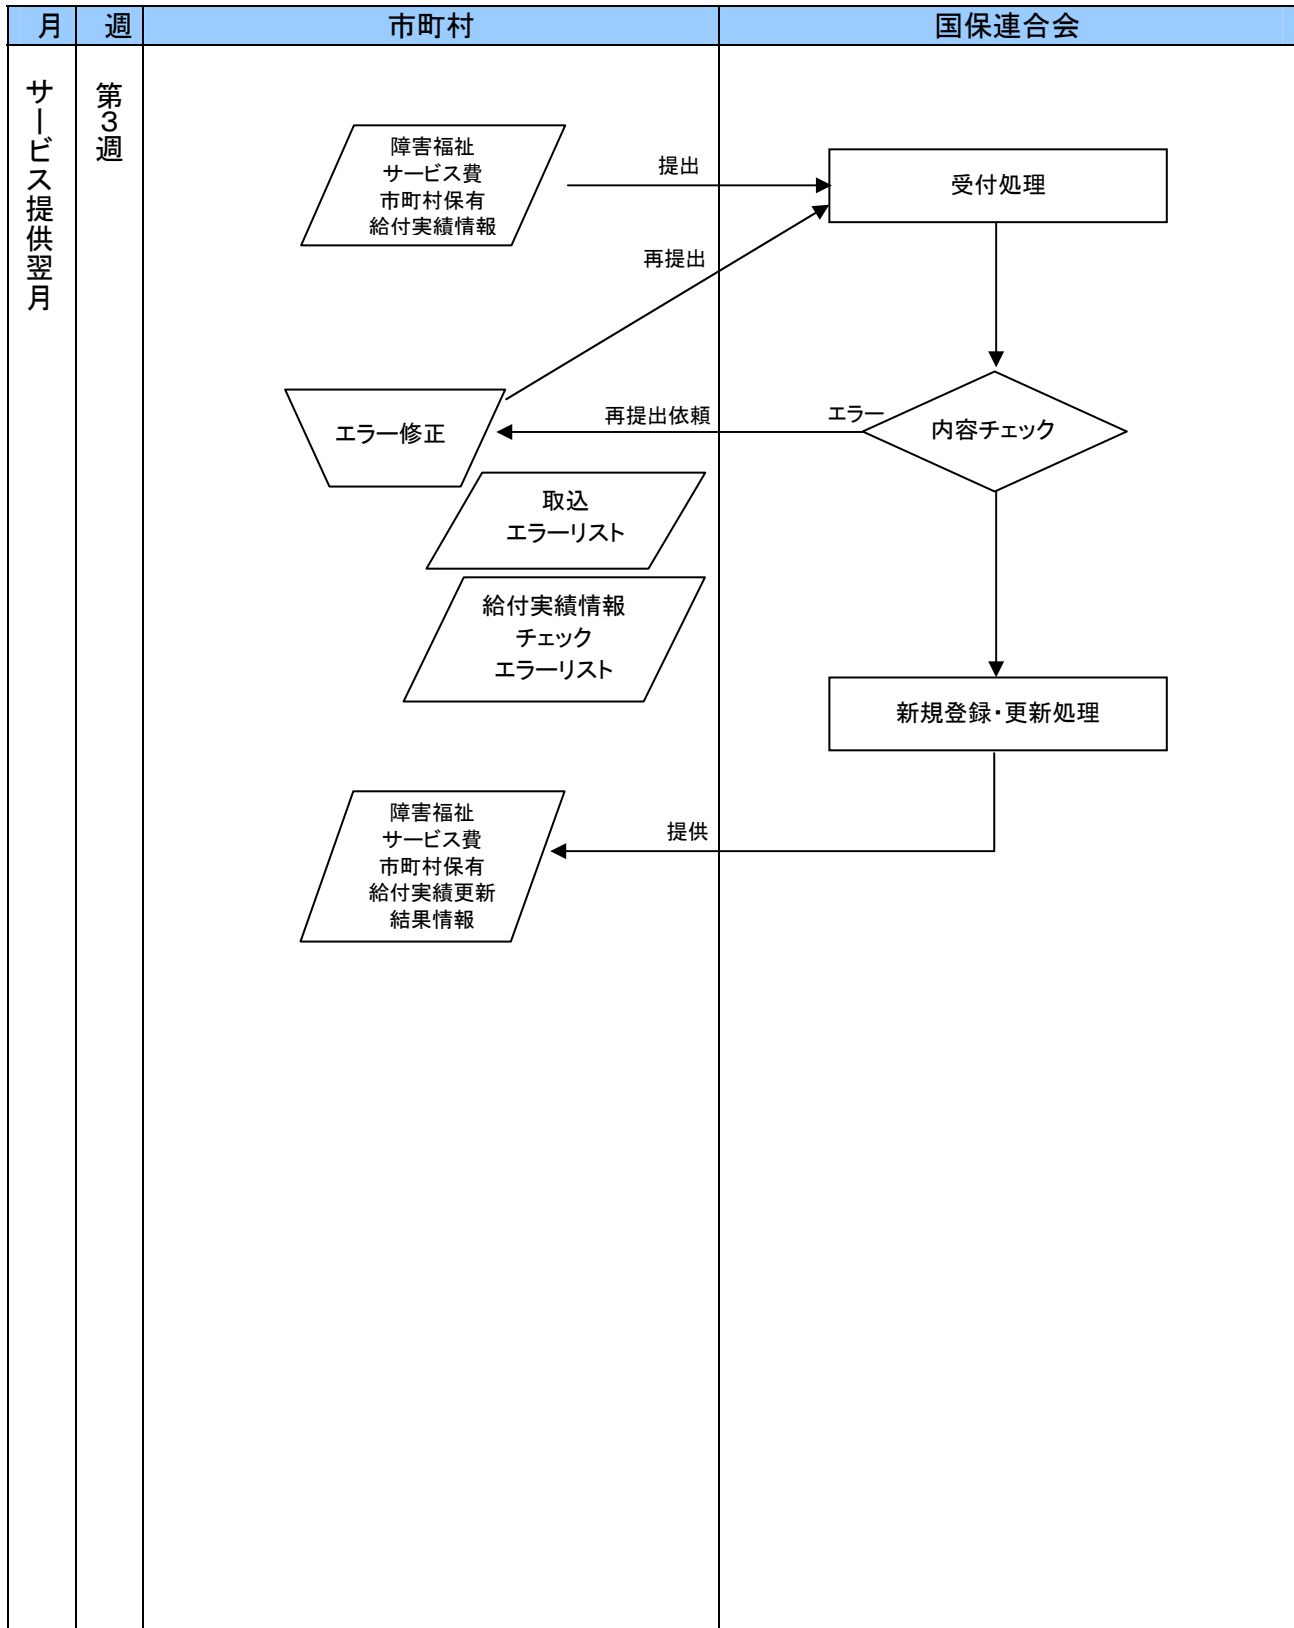 月 週 市町村 国保連合会
サービス提供翌月
第3週
障害福祉
サービス費
市町村保有
給付実績情報
提出
受付処理
再提出
エラー修正
再提出依頼
エラー
内容チェック
取込
エラーリスト
給付実績情報
チェック
エラーリスト
新規登録・更新処理
障害福祉
サービス費
市町村保有
給付実績更新
結果情報
提供